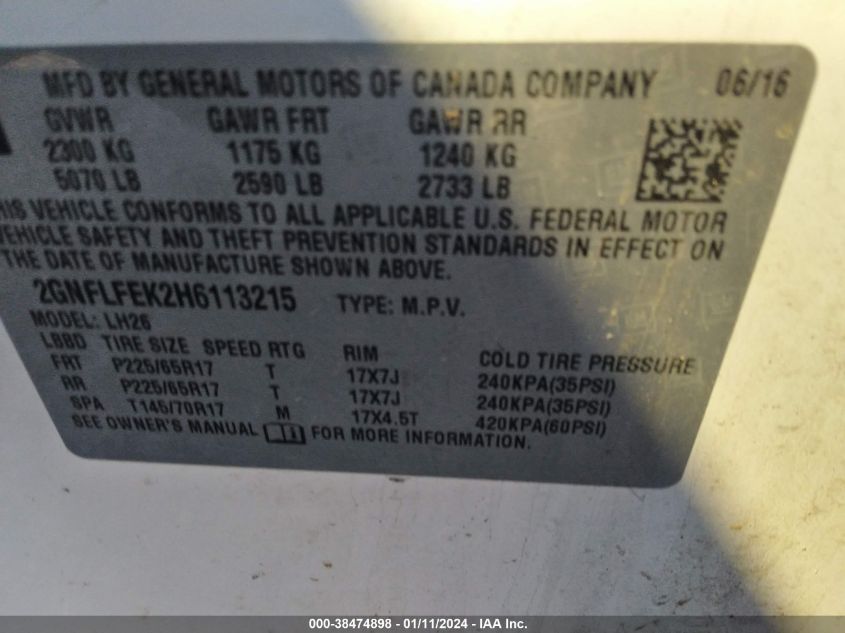 MFD BY GENERAL MOTORS OF CANADA COMPANY 06/16
GVWR GAWR FRT GAWR RR
2300 KG 1175 KG 1240 KG
5070 LB 2590 LB 2733 LB
HIS VEHICLE CONFORMS TO ALL APPLICABLE U.S. FEDERAL MOTOR
VEHICLE SAFETY AND THEFT PREVENTION STANDARDS IN EFFECT ON
THE DATE OF MANUFACTURE SHOWN ABOVE.
2GNFLFEK2H6113215 TYPE: M.P.V.
MODEL: LH26
LBBD TIRE SIZE SPEED RTG RIM COLD TIRE PRESSURE
FRT P225/65R17 T 17X7J 240KPA(35PSI)
RR P225/65R17 T 17X7J 240KPA(35PSI)
SPA T145/70R17 M 17X4.5T 420KPA(60PSI)
SEE OWNER'S MANUAL FOR MORE INFORMATION.
000-38474898 - 01/11/2024 - IAA Inc.